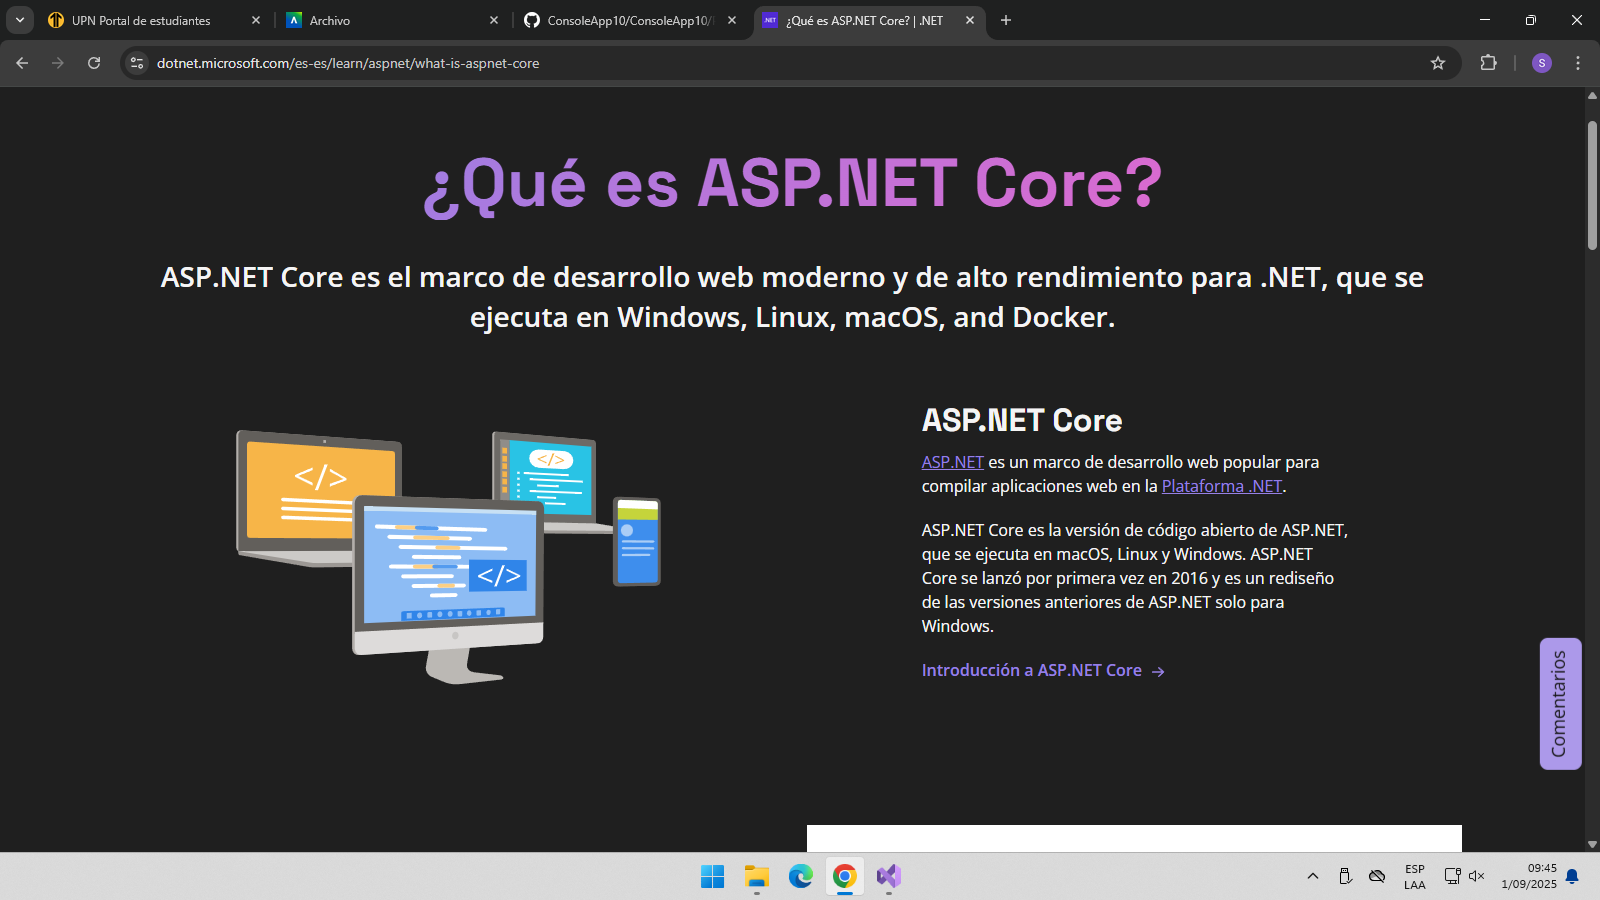 UPN Portal de estudiantes
Archivo
ConsoleApp10/ConsoleApp10/
¿Qué es ASP.NET Core? | .NET
dotnet.microsoft.com/es-es/learn/aspnet/what-is-aspnet-core
S
¿Qué es ASP.NET Core?
ASP.NET Core es el marco de desarrollo web moderno y de alto rendimiento para .NET, que se
ejecuta en Windows, Linux, macOS, and Docker.
</>
</>
</>
ASP.NET Core
ASP.NET es un marco de desarrollo web popular para
compilar aplicaciones web en la Plataforma .NET.
ASP.NET Core es la versión de código abierto de ASP.NET,
que se ejecuta en macOS, Linux y Windows. ASP.NET
Core se lanzó por primera vez en 2016 y es un rediseño
de las versiones anteriores de ASP.NET solo para
Windows.
Introducción a ASP.NET Core →
Comentarios
ESP
LAA
09:45
1/09/2025